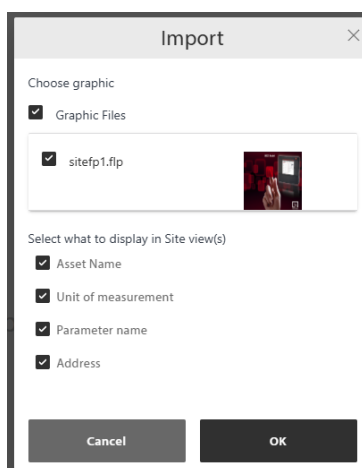 Import
Choose graphic
Graphic Files
sitefp1.flp
Select what to display in Site view(s)
Asset Name
Unit of measurement
Parameter name
Address
Cancel
OK